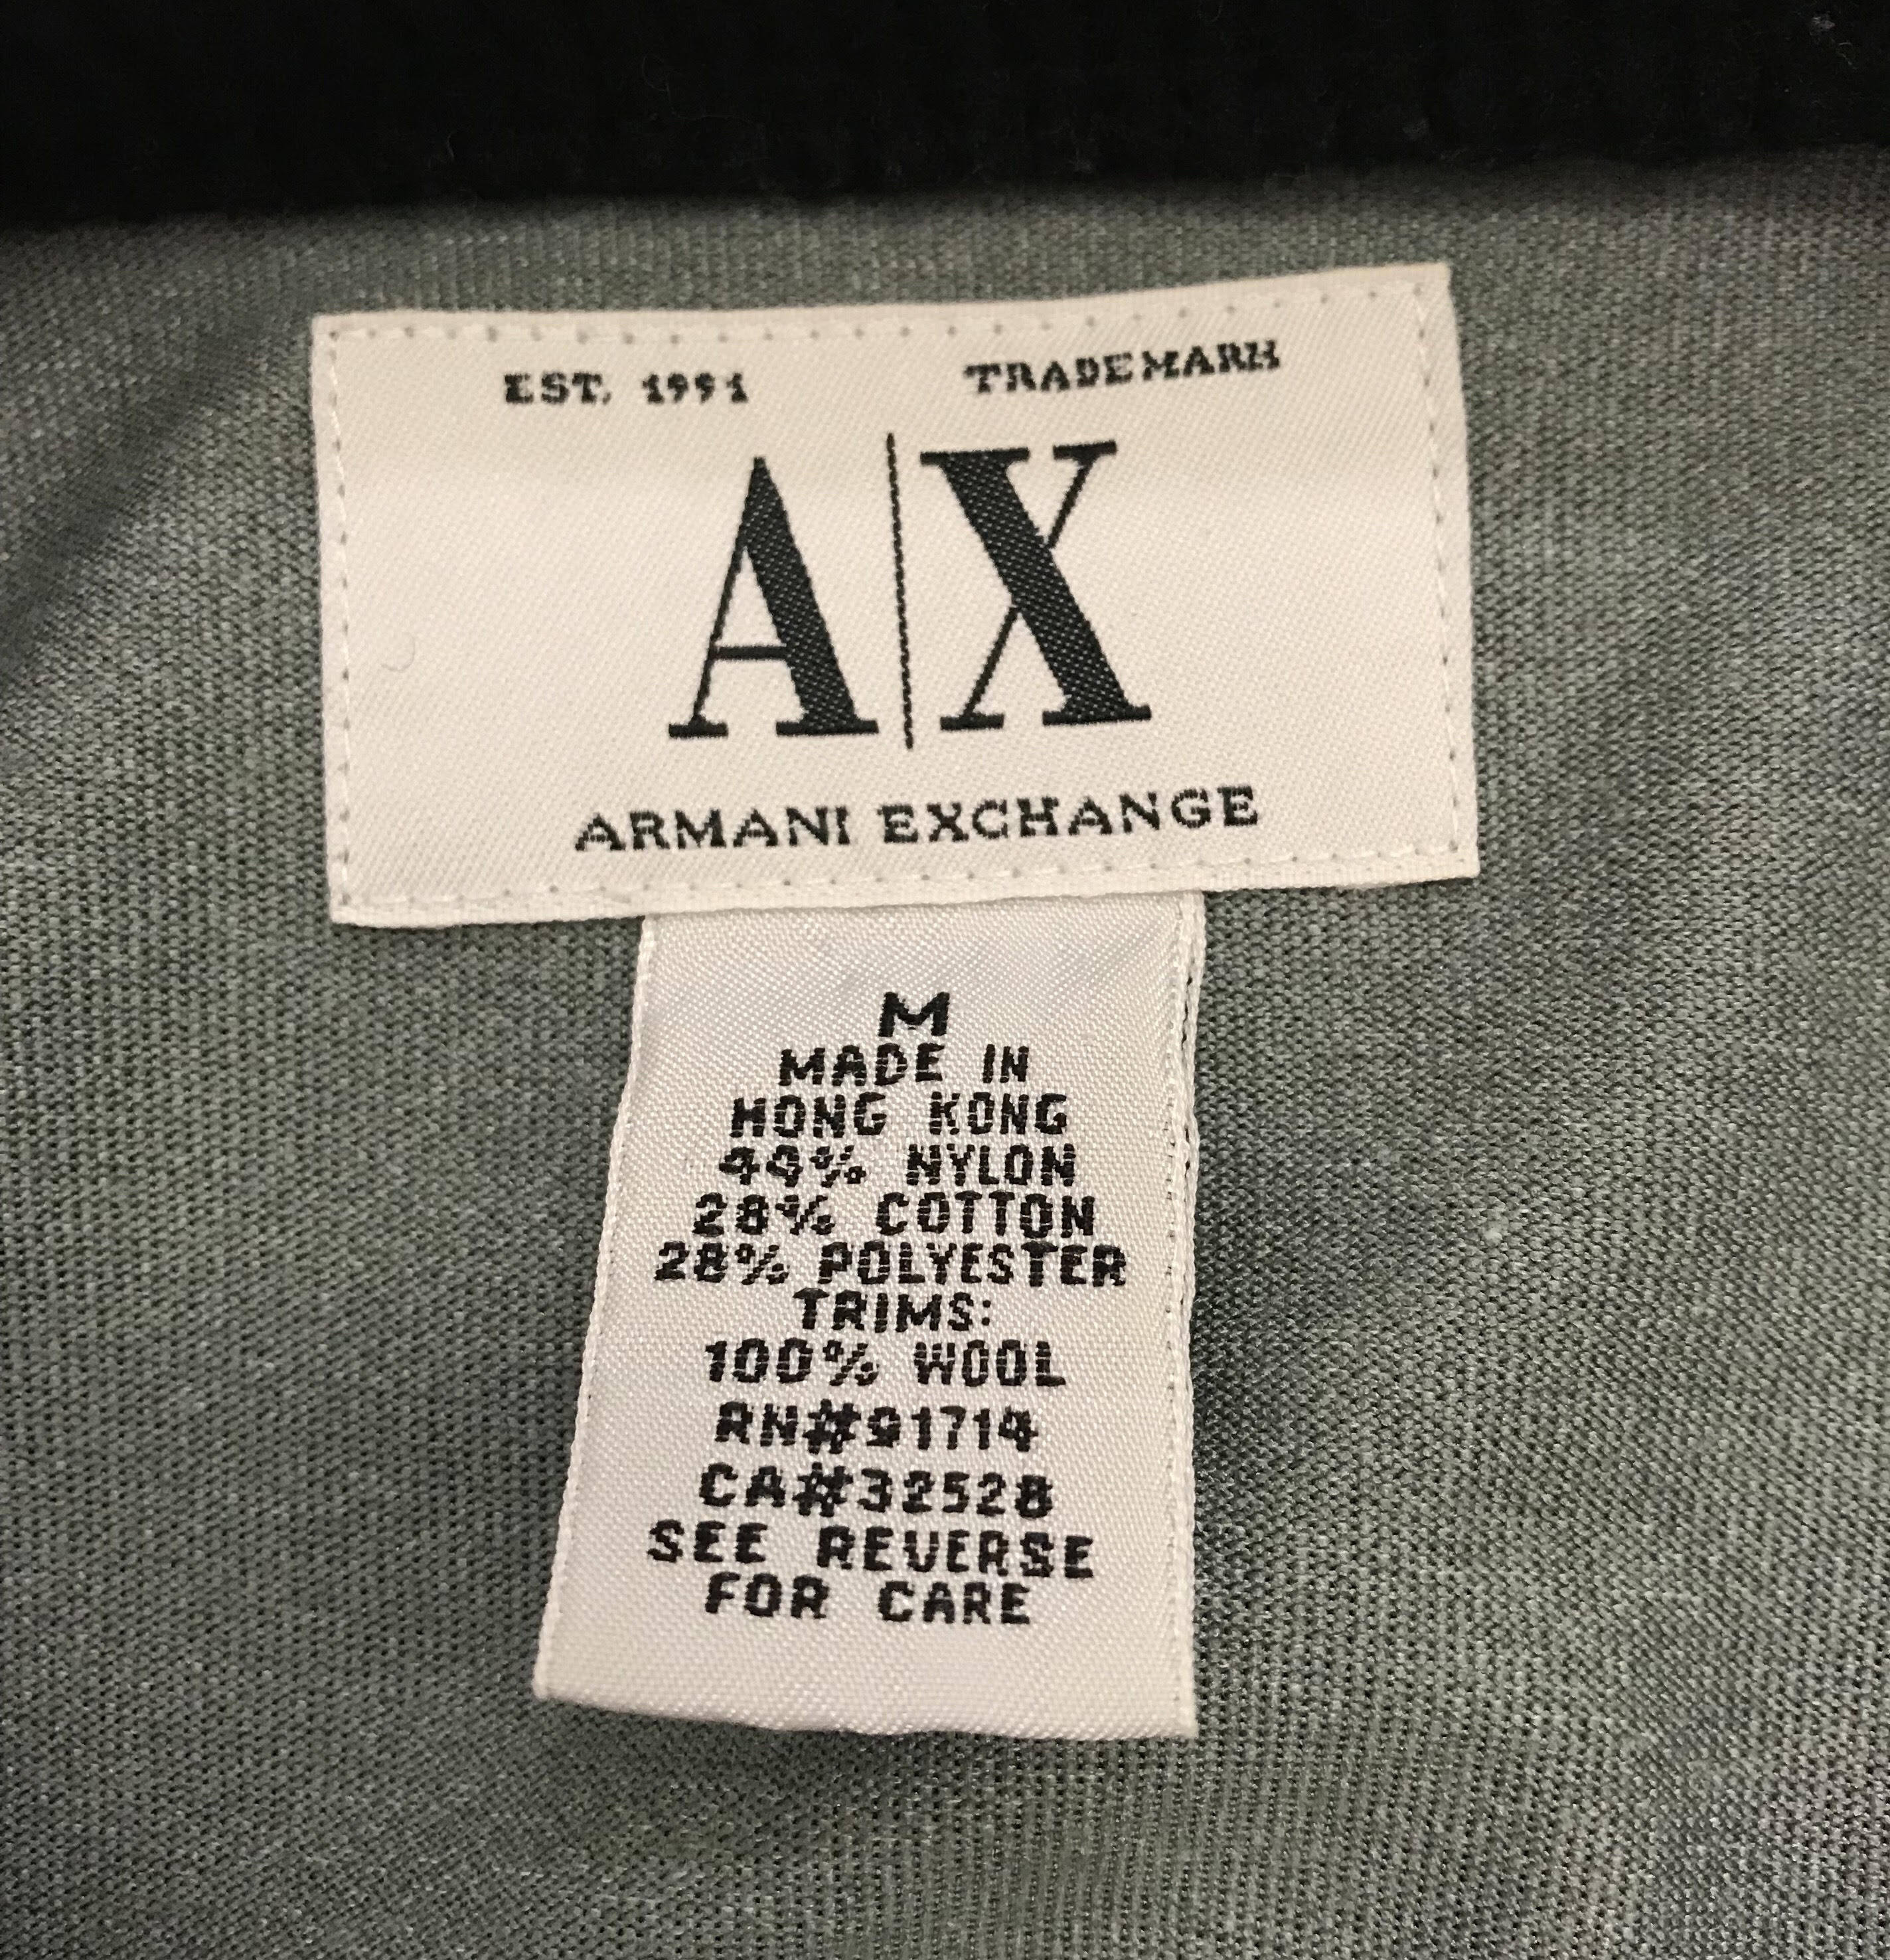 EST. 1991 TRADEMARK
A|X
ARMANI EXCHANGE
M
MADE IN
HONG KONG
44% NYLON
28% COTTON
28% POLYESTER
TRIMS:
100% WOOL
RN#91714
CA#32528
SEE REVERSE
FOR CARE